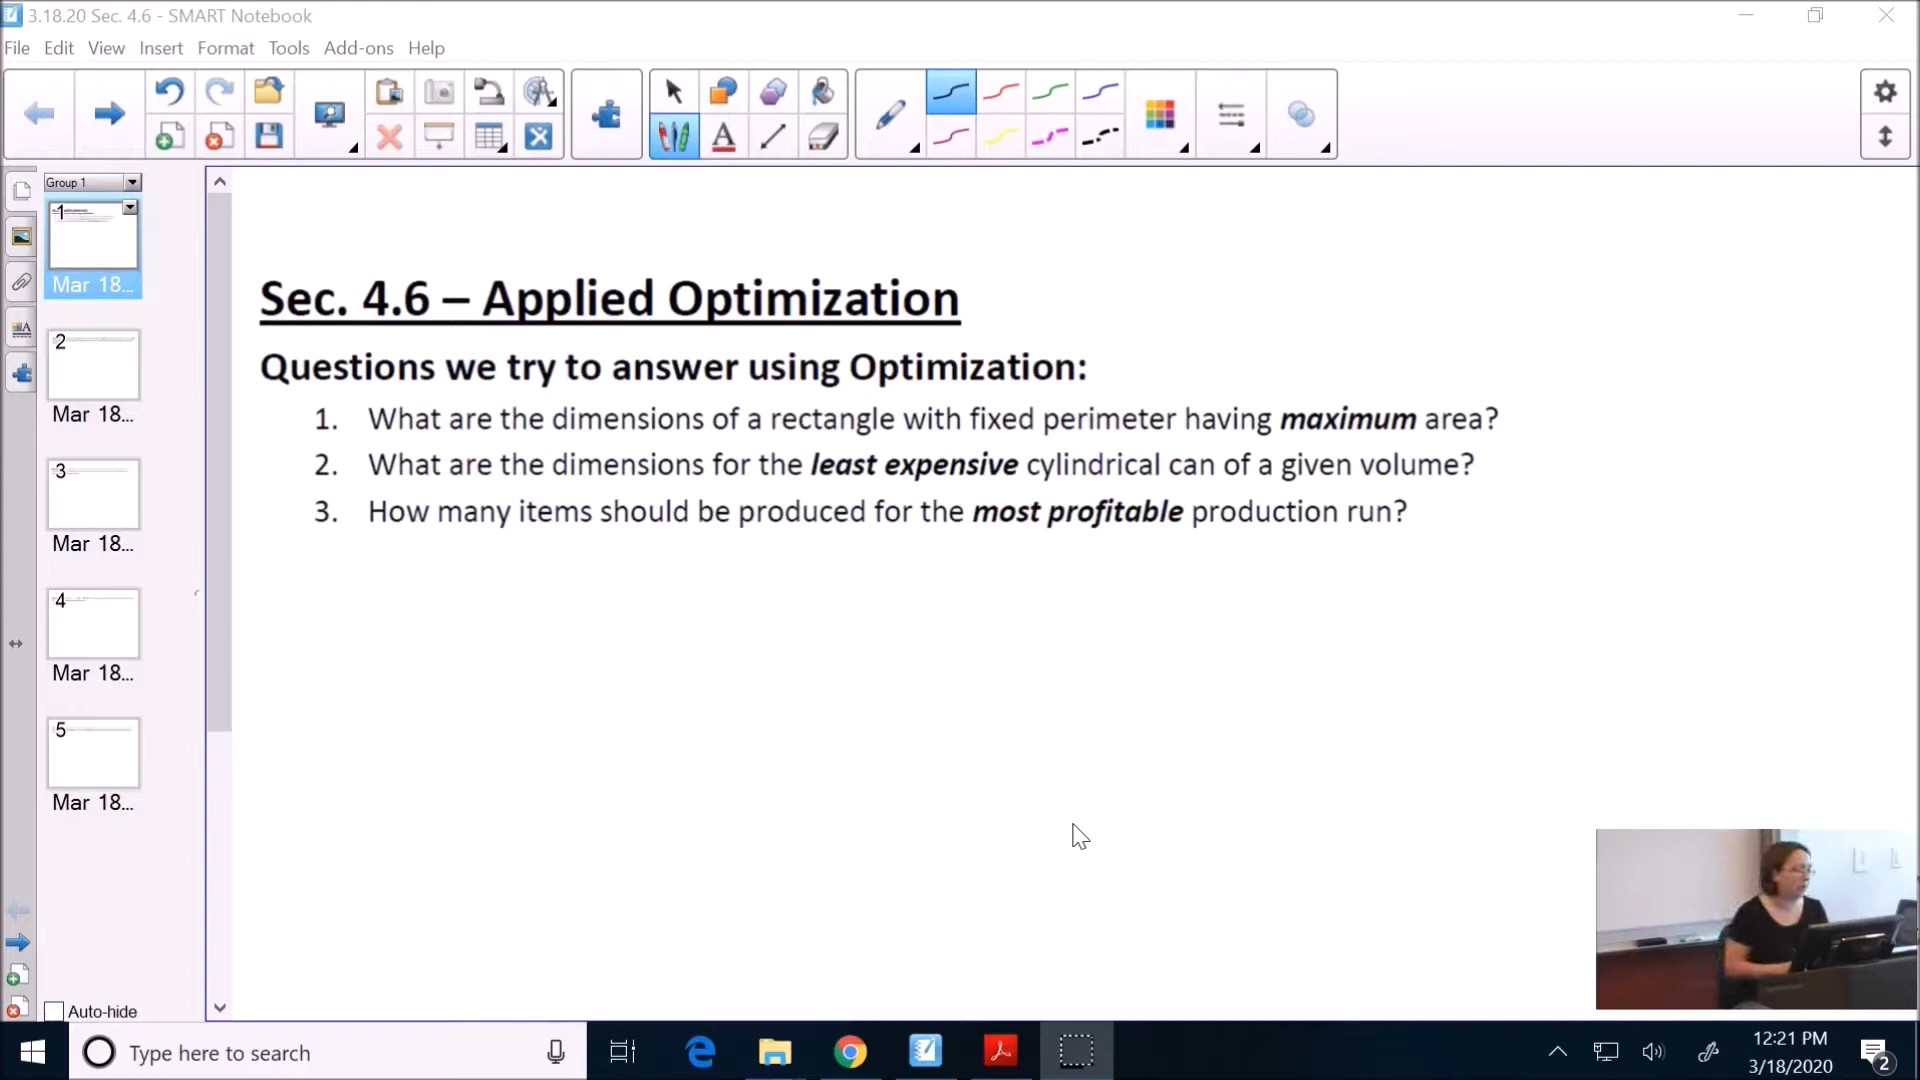 3.18.20 Sec. 4.6 - SMART Notebook
File Edit View Insert Format Tools Add-ons Help
Group 1
1
Mar 18...
2
Mar 18...
3
Mar 18...
4
Mar 18...
5
Mar 18...
Auto-hide
Sec. 4.6 – Applied Optimization
Questions we try to answer using Optimization:
1. What are the dimensions of a rectangle with fixed perimeter having maximum area?
2. What are the dimensions for the least expensive cylindrical can of a given volume?
3. How many items should be produced for the most profitable production run?
Type here to search
12:21 PM
3/18/2020
2